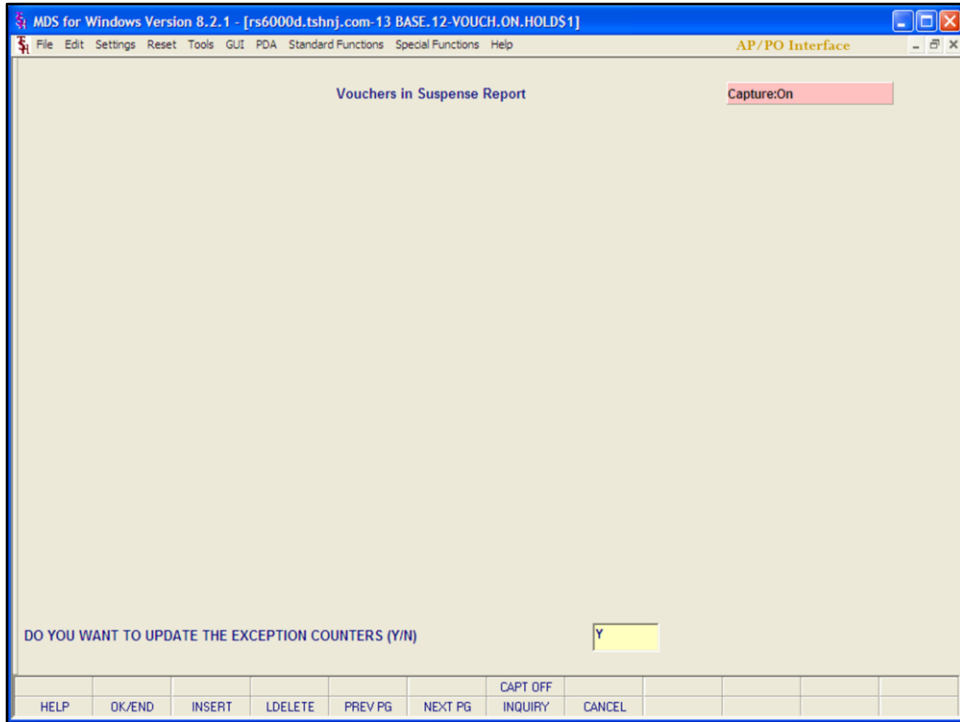 MDS for Windows Version 8.2.1 - [rs6000d.tshnj.com-13 BASE.12-VOUCH.ON.HOLD$1]
File Edit Settings Reset Tools GUI PDA Standard Functions Special Functions Help AP/PO Interface
Vouchers in Suspense Report Capture:On
DO YOU WANT TO UPDATE THE EXCEPTION COUNTERS (Y/N) Y
CAPT OFF
HELP OK/END INSERT LDELETE PREV PG NEXT PG INQUIRY CANCEL